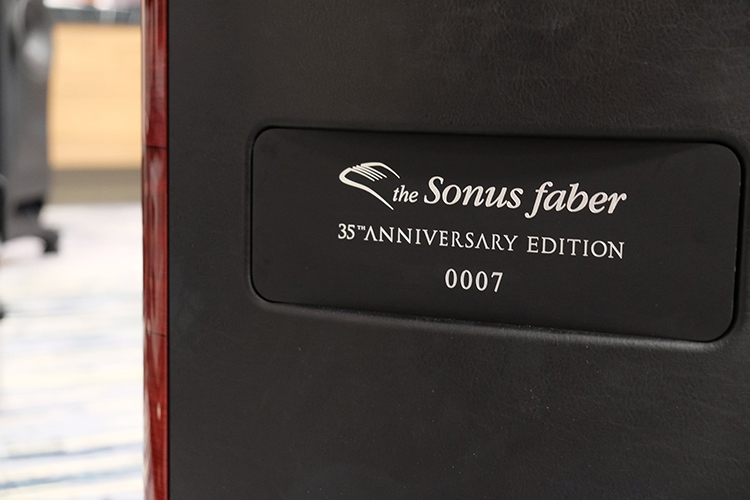 the Sonus faber
35TH ANNIVERSARY EDITION
0007